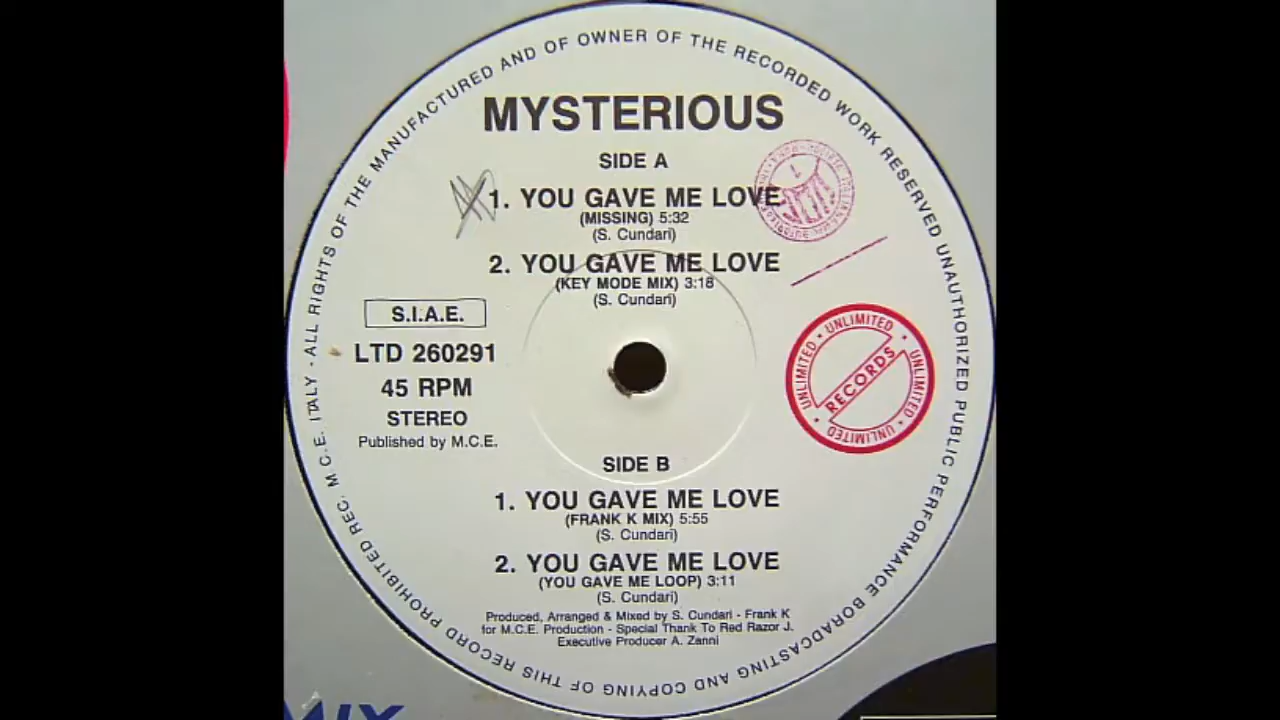 MYSTERIOUS
SIDE A
1. YOU GAVE ME LOVE
(MISSING) 5:32
(S. Cundari)
2. YOU GAVE ME LOVE
(KEY MODE MIX) 3:18
(S. Cundari)
S.I.A.E.
LTD 260291
45 RPM
STEREO
Published by M.C.E.
UNLIMITED • UNLIMITED • UNLIMITED • UNLIMITED •
RECORDS
SIDE B
1. YOU GAVE ME LOVE
(FRANK K MIX) 5:55
(S. Cundari)
2. YOU GAVE ME LOVE
(YOU GAVE ME LOOP) 3:11
(S. Cundari)
Produced, Arranged & Mixed by S. Cundari - Frank K
for M.C.E. Production - Special Thank To Red Razor J.
Executive Producer A. Zanni
REC. M.C.E. ITALY - ALL RIGHTS OF THE MANUFACTURED AND OF OWNER OF THE RECORDED WORK RESERVED UNAUTHORIZED PUBLIC PERFORMANCE BORADCASTING AND COPYING OF THIS RECORD PROHIBITED
MIX